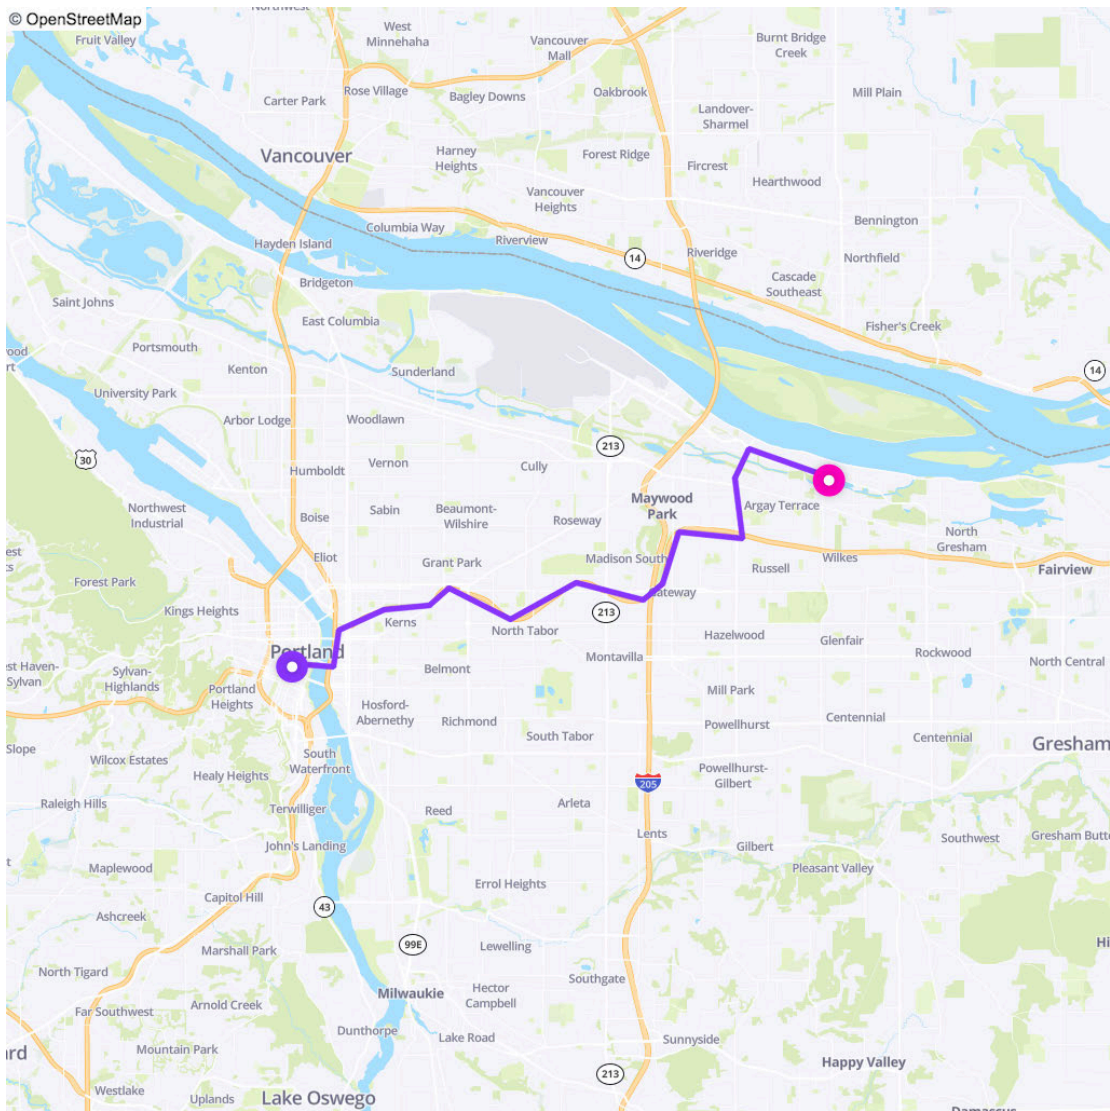 © OpenStreetMap
Northwest
Fruit Valley
West
Minnehaha
Vancouver
Mall
Burnt Bridge
Creek
Carter Park
Rose Village
Bagley Downs
Oakbrook
Mill Plain
Landover-
Sharmel
Vancouver
Harney
Heights
Forest Ridge
Fircrest
Hearthwood
Vancouver
Heights
Columbia Way
Bennington
Hayden Island
Riverview
14
Riveridge
Northfield
Bridgeton
Cascade
Southeast
Saint Johns
East Columbia
Fisher's Creek
Portsmouth
Kenton
Sunderland
14
University Park
Arbor Lodge
Woodlawn
30
213
Humboldt
Vernon
Cully
Northwest
Industrial
Boise
Sabin
Beaumont-
Wilshire
Roseway
Maywood
Park
Argay Terrace
North
Gresham
Eliot
Grant Park
Madison South
Wilkes
Russell
Fairview
Forest Park
Kings Heights
Gateway
213
Kerns
North Tabor
Hazelwood
Glenfair
Rockwood
Portland
est Haven-
Sylvan
Sylvan-
Highlands
Belmont
Montavilla
North Central
Portland
Heights
Hosford-
Abernethy
Mill Park
Richmond
Powellhurst
Centennial
Slope
South Tabor
Centennial
Gresham
Wilcox Estates
South
Waterfront
Healy Heights
Powellhurst-
Gilbert
205
Raleigh Hills
Terwilliger
Reed
Arleta
Lents
Southwest
Gresham Butte
John's Landing
Gilbert
Maplewood
Pleasant Valley
Capitol Hill
Errol Heights
43
Ashcreek
99E
Marshall Park
Lewelling
North Tigard
Southgate
Hector
Campbell
Milwaukie
Arnold Creek
Far Southwest
Dunthorpe
Lake Road
Sunnyside
Mountain Park
Happy Valley
213
Westlake
Uplands
Lake Oswego
Damascus